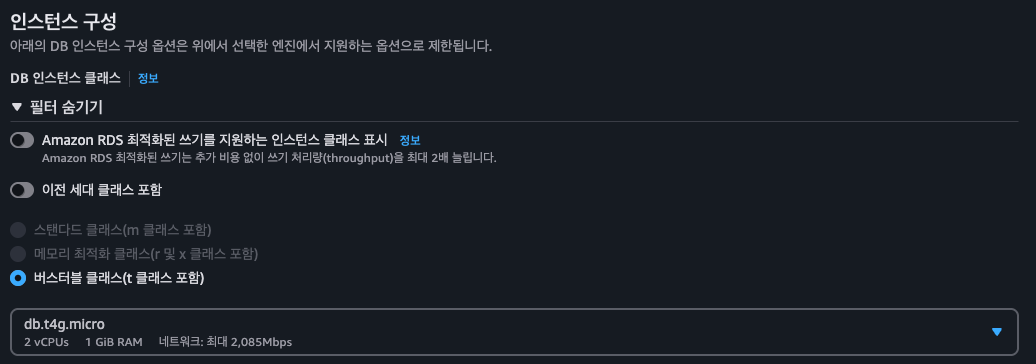 인스턴스 구성
아래의 DB 인스턴스 구성 옵션은 위에서 선택한 엔진에서 지원하는 옵션으로 제한됩니다.
DB 인스턴스 클래스 정보
필터 숨기기
Amazon RDS 최적화된 쓰기를 지원하는 인스턴스 클래스 표시 정보
Amazon RDS 최적화된 쓰기는 추가 비용 없이 쓰기 처리량(throughput)을 최대 2배 늘립니다.
이전 세대 클래스 포함
스탠다드 클래스(m 클래스 포함)
메모리 최적화 클래스(r 및 x 클래스 포함)
버스터블 클래스(t 클래스 포함)
db.t4g.micro
2 vCPUs 1 GiB RAM 네트워크: 최대 2,085Mbps